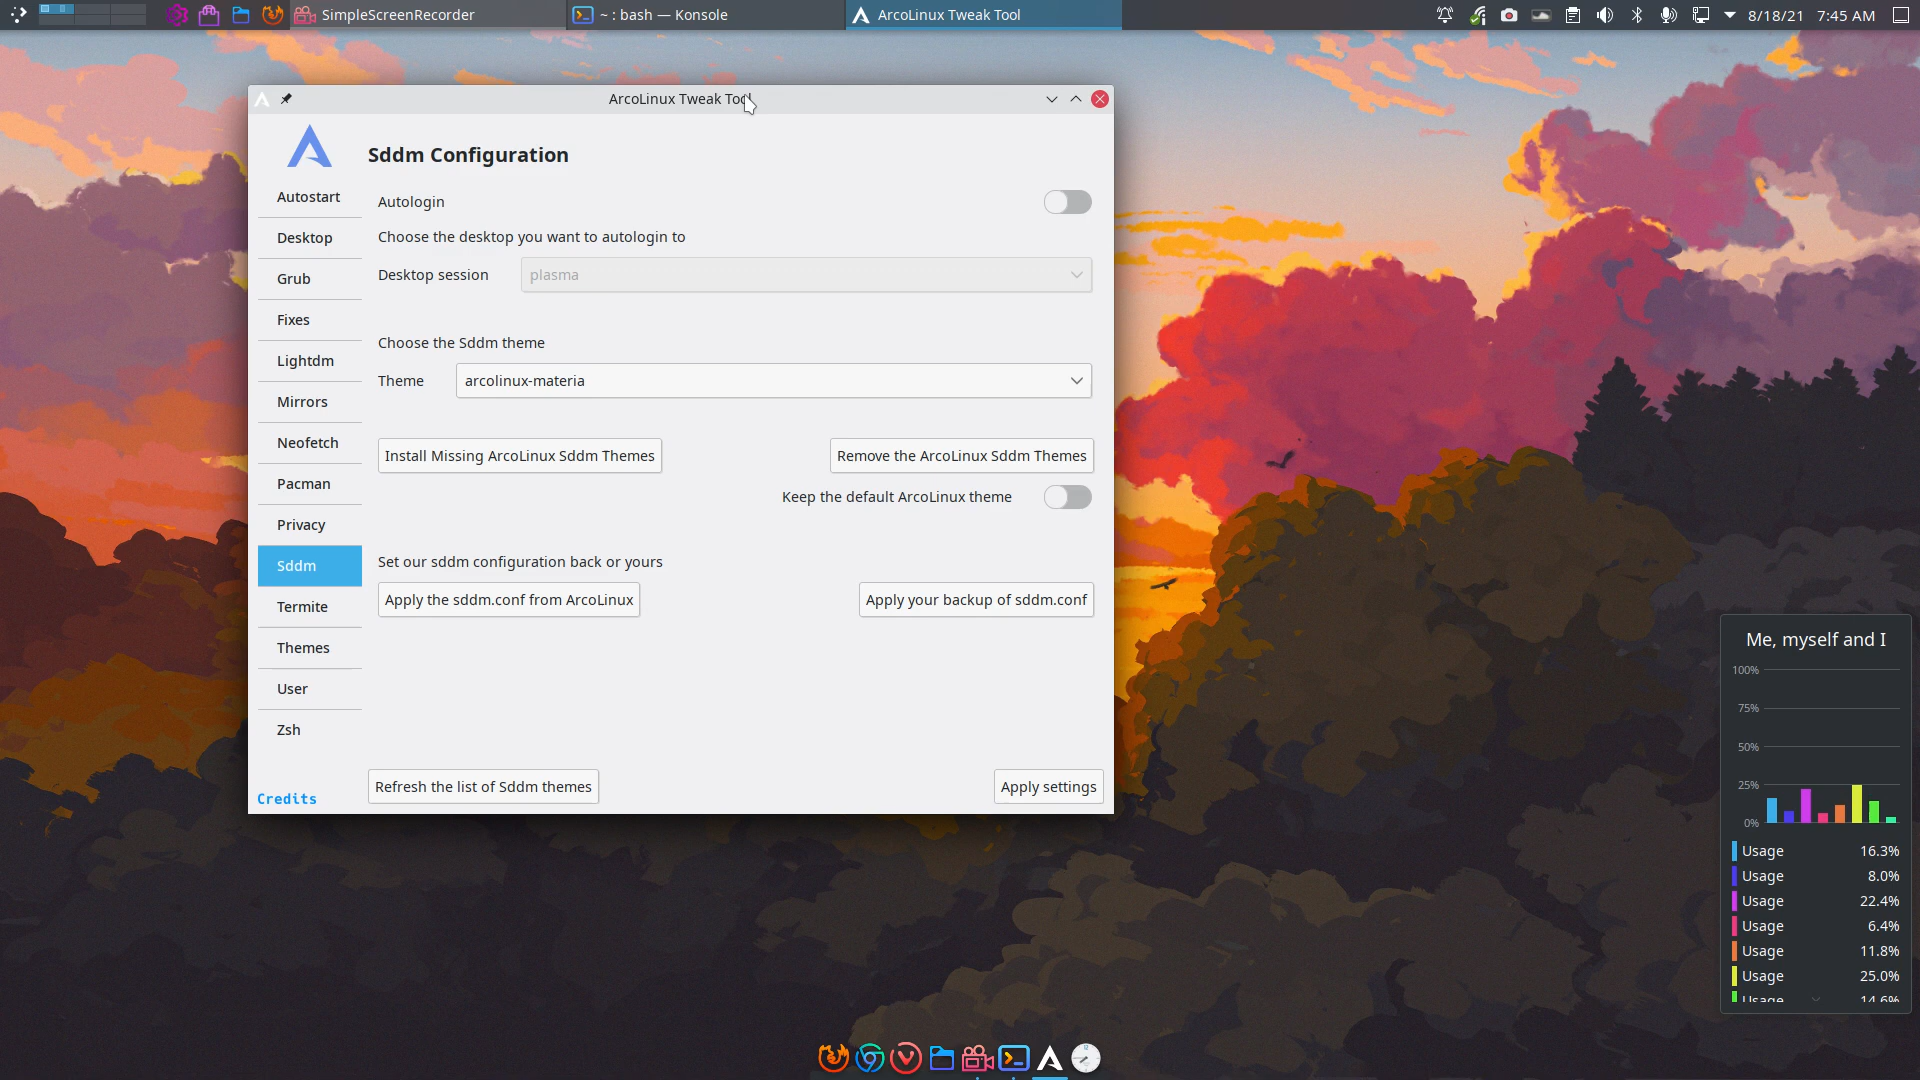 SimpleScreenRecorder
~ : bash — Konsole
ArcoLinux Tweak Tool
8/18/21 7:45 AM
ArcoLinux Tweak Tool
Sddm Configuration
Autostart
Desktop
Grub
Fixes
Lightdm
Mirrors
Neofetch
Pacman
Privacy
Sddm
Termite
Themes
User
Zsh
Credits
Autologin
Choose the desktop you want to autologin to
Desktop session plasma
Choose the Sddm theme
Theme arcolinux-materia
Install Missing ArcoLinux Sddm Themes
Remove the ArcoLinux Sddm Themes
Keep the default ArcoLinux theme
Set our sddm configuration back or yours
Apply the sddm.conf from ArcoLinux
Apply your backup of sddm.conf
Refresh the list of Sddm themes
Apply settings
Me, myself and I
100%
75%
50%
25%
0%
Usage 16.3%
Usage 8.0%
Usage 22.4%
Usage 6.4%
Usage 11.8%
Usage 25.0%
Usage 14.6%